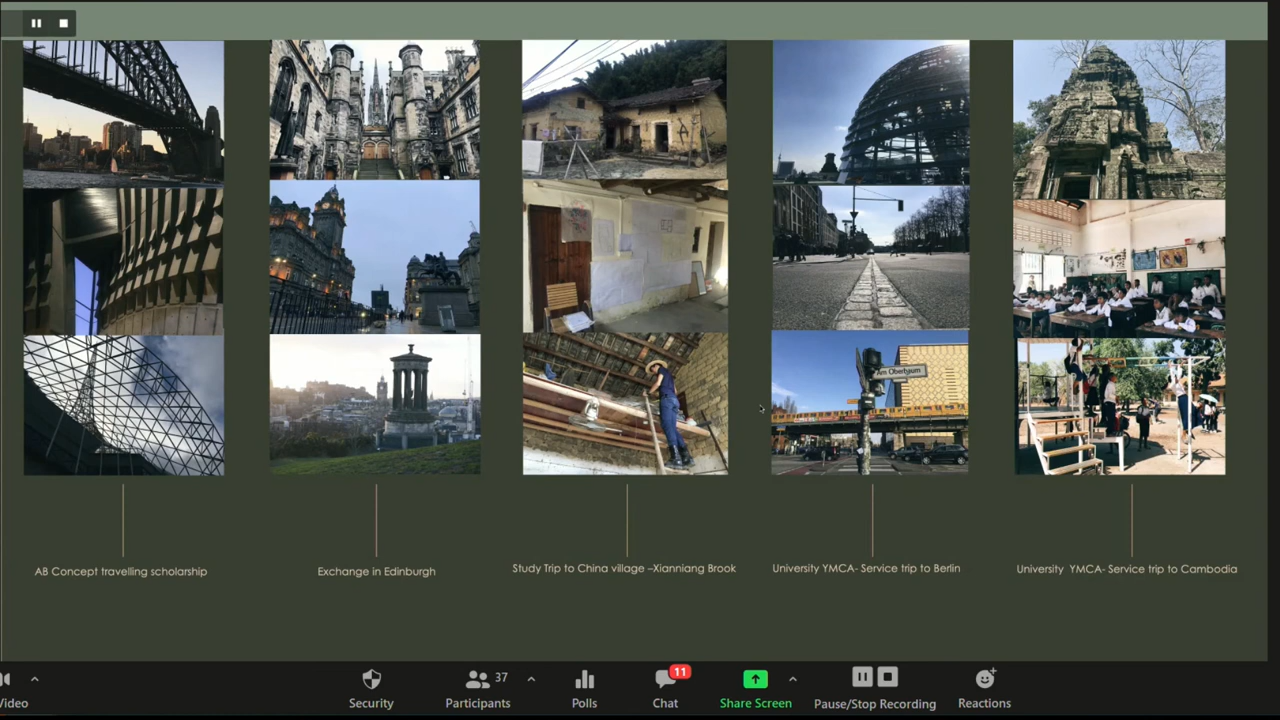 Am Oberbaum
AB Concept travelling scholarship
Exchange in Edinburgh
Study Trip to China village –Xianniang Brook
University YMCA- Service trip to Berlin
University YMCA- Service trip to Cambodia
Video
Security
Participants
37
Polls
Chat
11
Share Screen
Pause/Stop Recording
Reactions